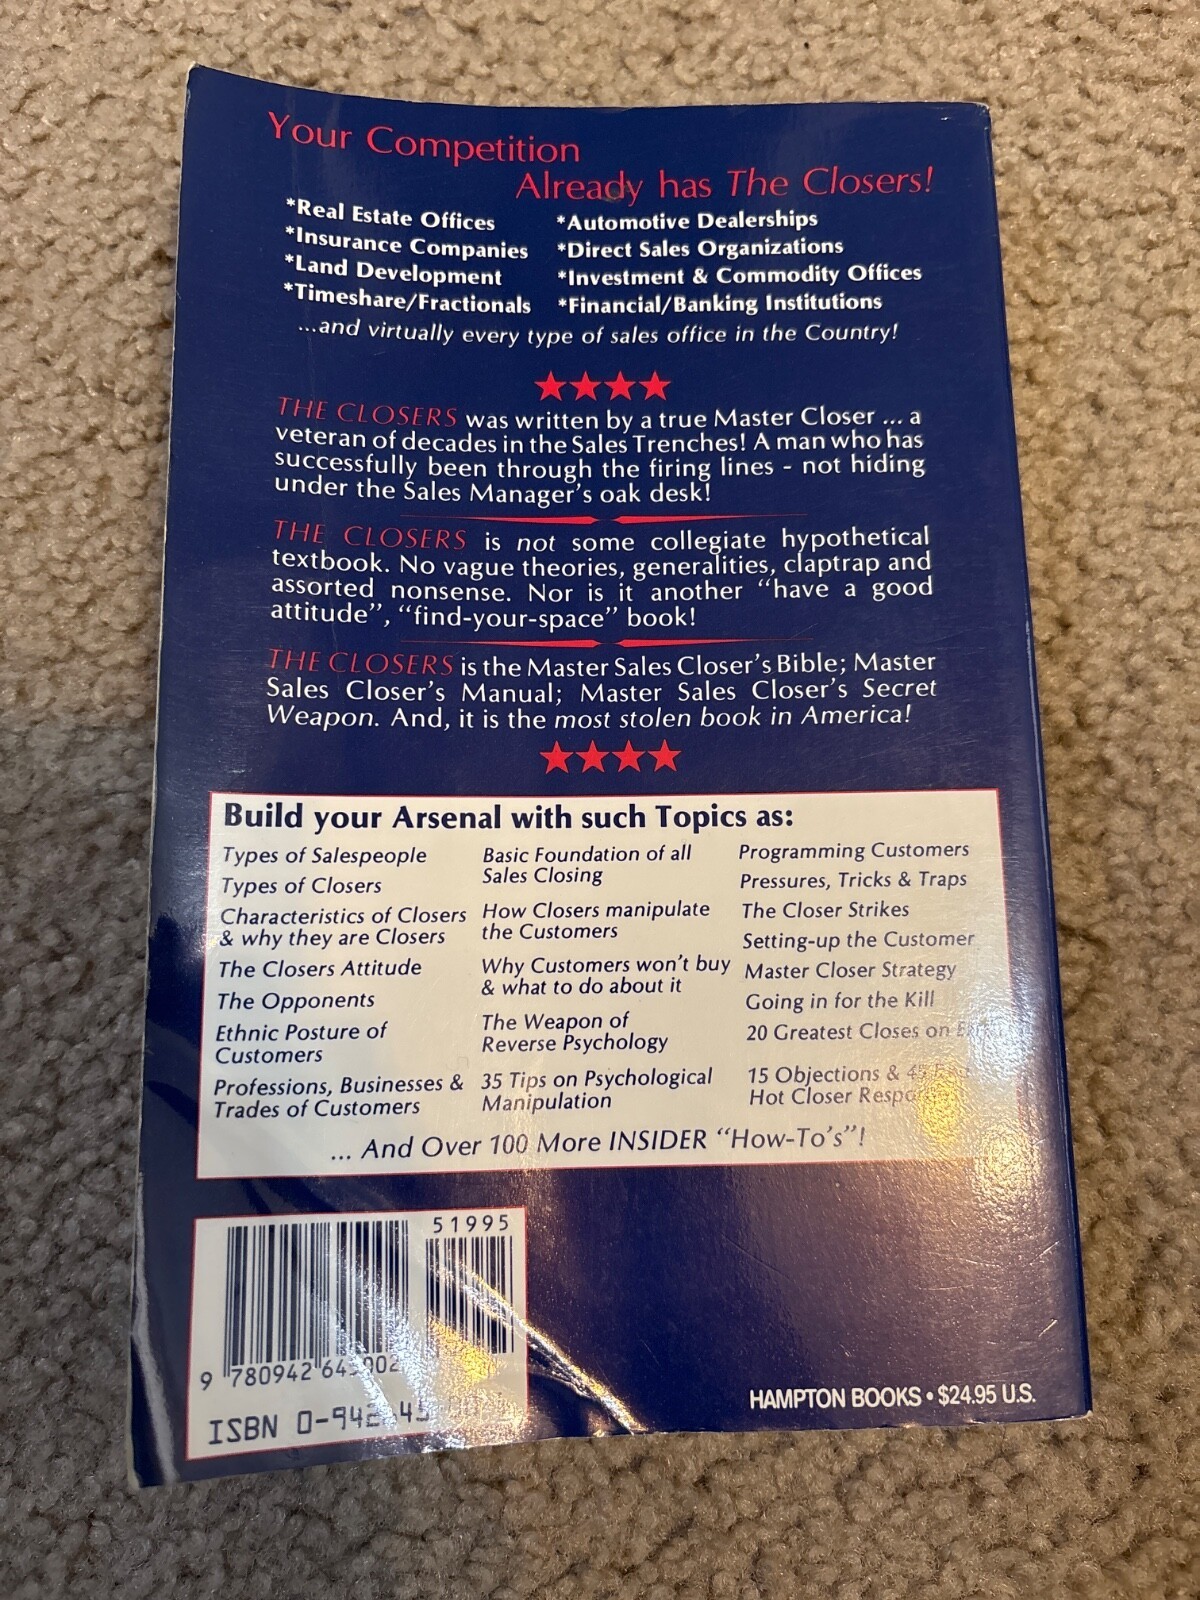 Your Competition
Already has The Closers!
*Real Estate Offices
*Insurance Companies
*Land Development
*Timeshare/Fractionals
*Automotive Dealerships
*Direct Sales Organizations
*Investment & Commodity Offices
*Financial/Banking Institutions
...and virtually every type of sales office in the Country!
THE CLOSERS was written by a true Master Closer ... a
veteran of decades in the Sales Trenches! A man who has
successfully been through the firing lines - not hiding
under the Sales Manager's oak desk!
THE CLOSERS is not some collegiate hypothetical
textbook. No vague theories, generalities, claptrap and
assorted nonsense. Nor is it another "have a good
attitude", "find-your-space" book!
THE CLOSERS is the Master Sales Closer's Bible; Master
Sales Closer's Manual; Master Sales Closer's Secret
Weapon. And, it is the most stolen book in America!
Build your Arsenal with such Topics as:
Types of Salespeople
Types of Closers
Characteristics of Closers
& why they are Closers
The Closers Attitude
The Opponents
Ethnic Posture of
Customers
Professions, Businesses &
Trades of Customers
Basic Foundation of all
Sales Closing
How Closers manipulate
the Customers
Why Customers won't buy
& what to do about it
The Weapon of
Reverse Psychology
35 Tips on Psychological
Manipulation
Programming Customers
Pressures, Tricks & Traps
The Closer Strikes
Setting-up the Customer
Master Closer Strategy
Going in for the Kill
20 Greatest Closes on
15 Objections &
Hot Closer
... And Over 100 More INSIDER "How-To's"!
51995
9 780942
ISBN
HAMPTON BOOKS • $24.95 U.S.